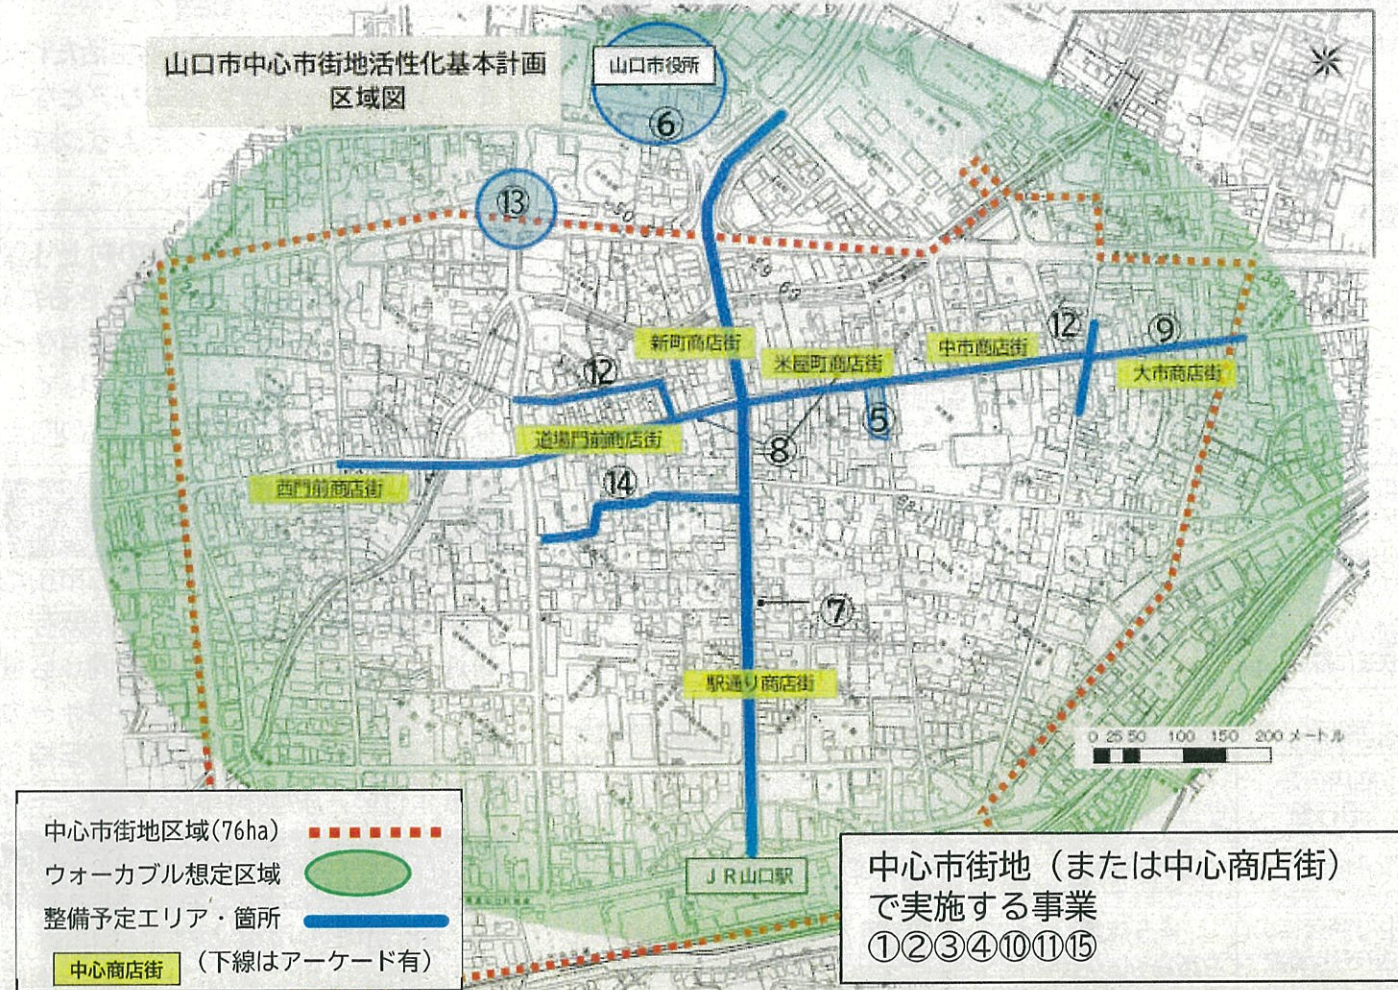 山口市中心市街地活性化基本計画
区域図
山口市役所
⑥
⑬
新町商店街
米屋町商店街
中市商店街
⑫
⑨
大市商店街
⑫
⑤
道場門前商店街
⑧
西門前商店街
⑭
⑦
駅通り商店街
0 25 50 100 150 200 メートル
JR山口駅
中心市街地区域(76ha)
ウォーカブル想定区域
整備予定エリア・箇所
中心商店街 (下線はアーケード有)
中心市街地(または中心商店街)
で実施する事業
①②③④⑩⑪⑮